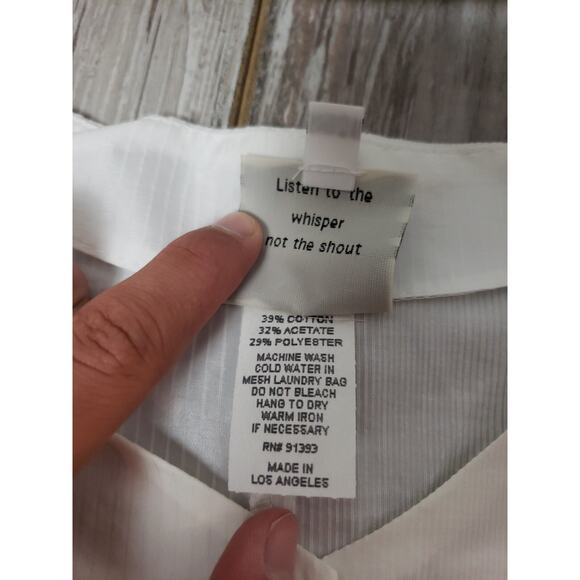 Listen to the
whisper
not the shout
39% COTTON
32% ACETATE
29% POLYESTER
MACHINE WASH
COLD WATER IN
MESH LAUNDRY BAG
DO NOT BLEACH
HANG TO DRY
WARM IRON
IF NECESSARY
RN# 91393
MADE IN
LOS ANGELES